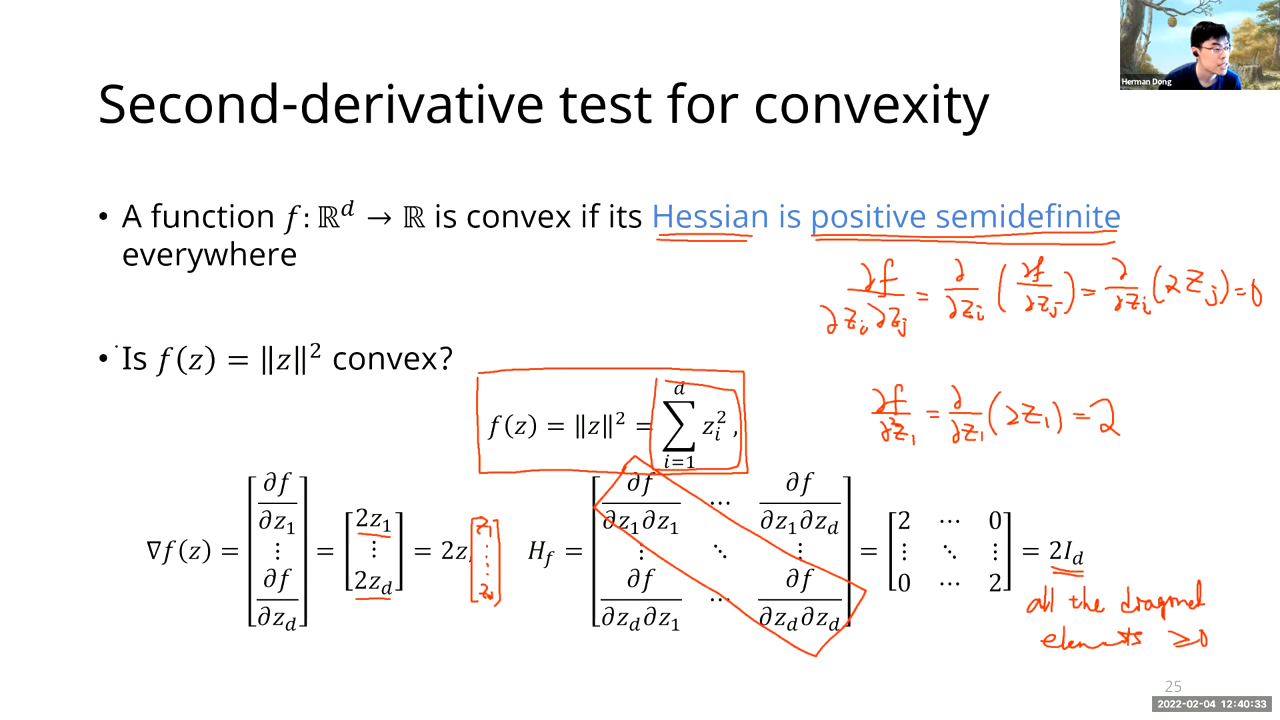 Herman Dong
Second-derivative test for convexity
• A function f: ℝ^d → ℝ is convex if its Hessian is positive semidefinite
everywhere
∂f/∂z_i∂z_j = ∂/∂z_i (∂f/∂z_j) = ∂/∂z_i (2z_j) = 0
• Is f(z) = ‖z‖² convex?
f(z) = ‖z‖² = ∑_{i=1}^{d} z_i²,
∂f/∂²z_1 = ∂/∂z_1 (2z_1) = 2
∇f(z) = [∂f/∂z_1 ⋮ ∂f/∂z_d] = [2z_1 ⋮ 2z_d] = 2z, [z_1 ⋮ z_d] H_f = [∂f/∂z_1∂z_1 ⋯ ∂f/∂z_1∂z_d ⋮ ⋱ ⋮ ∂f/∂z_d∂z_1 ⋯ ∂f/∂z_d∂z_d] = [2 ⋯ 0 ⋮ ⋱ ⋮ 0 ⋯ 2] = 2I_d
all the dragonal
elements ≥0
25
2022-02-04 12:40:33